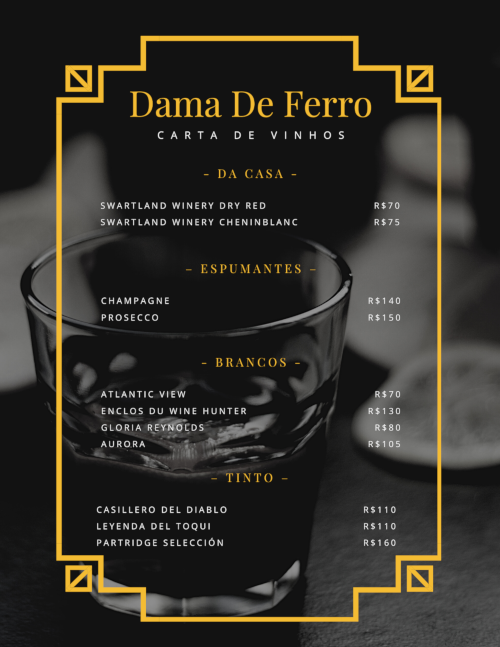 Dama De Ferro
CARTA DE VINHOS
- DA CASA -
SWARTLAND WINERY DRY RED R$70
SWARTLAND WINERY CHENINBLANC R$75
– ESPUMANTES –
CHAMPAGNE R$140
PROSECCO R$150
- BRANCOS -
ATLANTIC VIEW R$70
ENCLOS DU WINE HUNTER R$130
GLORIA REYNOLDS R$80
AURORA R$105
– TINTO –
CASILLERO DEL DIABLO R$110
LEYENDA DEL TOQUI R$110
PARTRIDGE SELECCIÓN R$160